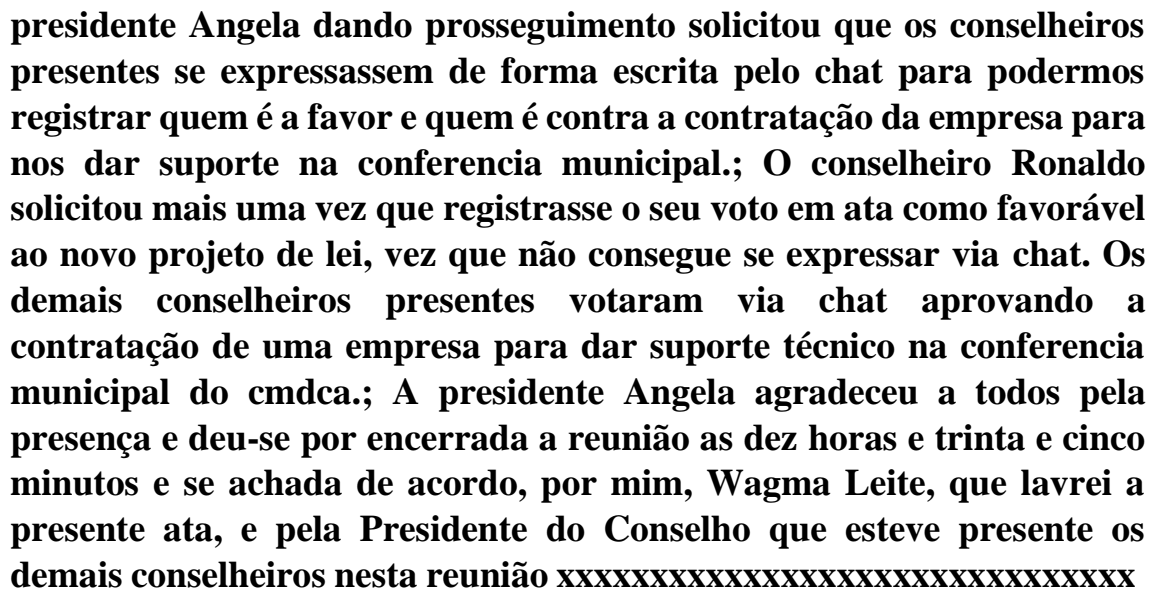 presidente Angela dando prosseguimento solicitou que os conselheiros
presentes se expressassem de forma escrita pelo chat para podermos
registrar quem é a favor e quem é contra a contratação da empresa para
nos dar suporte na conferencia municipal.; O conselheiro Ronaldo
solicitou mais uma vez que registrasse o seu voto em ata como favorável
ao novo projeto de lei, vez que não consegue se expressar via chat. Os
demais conselheiros presentes votaram via chat aprovando a
contratação de uma empresa para dar suporte técnico na conferencia
municipal do cmdca.; A presidente Angela agradeceu a todos pela
presença e deu-se por encerrada a reunião as dez horas e trinta e cinco
minutos e se achada de acordo, por mim, Wagma Leite, que lavrei a
presente ata, e pela Presidente do Conselho que esteve presente os
demais conselheiros nesta reunião xxxxxxxxxxxxxxxxxxxxxxxxxxxxxxx